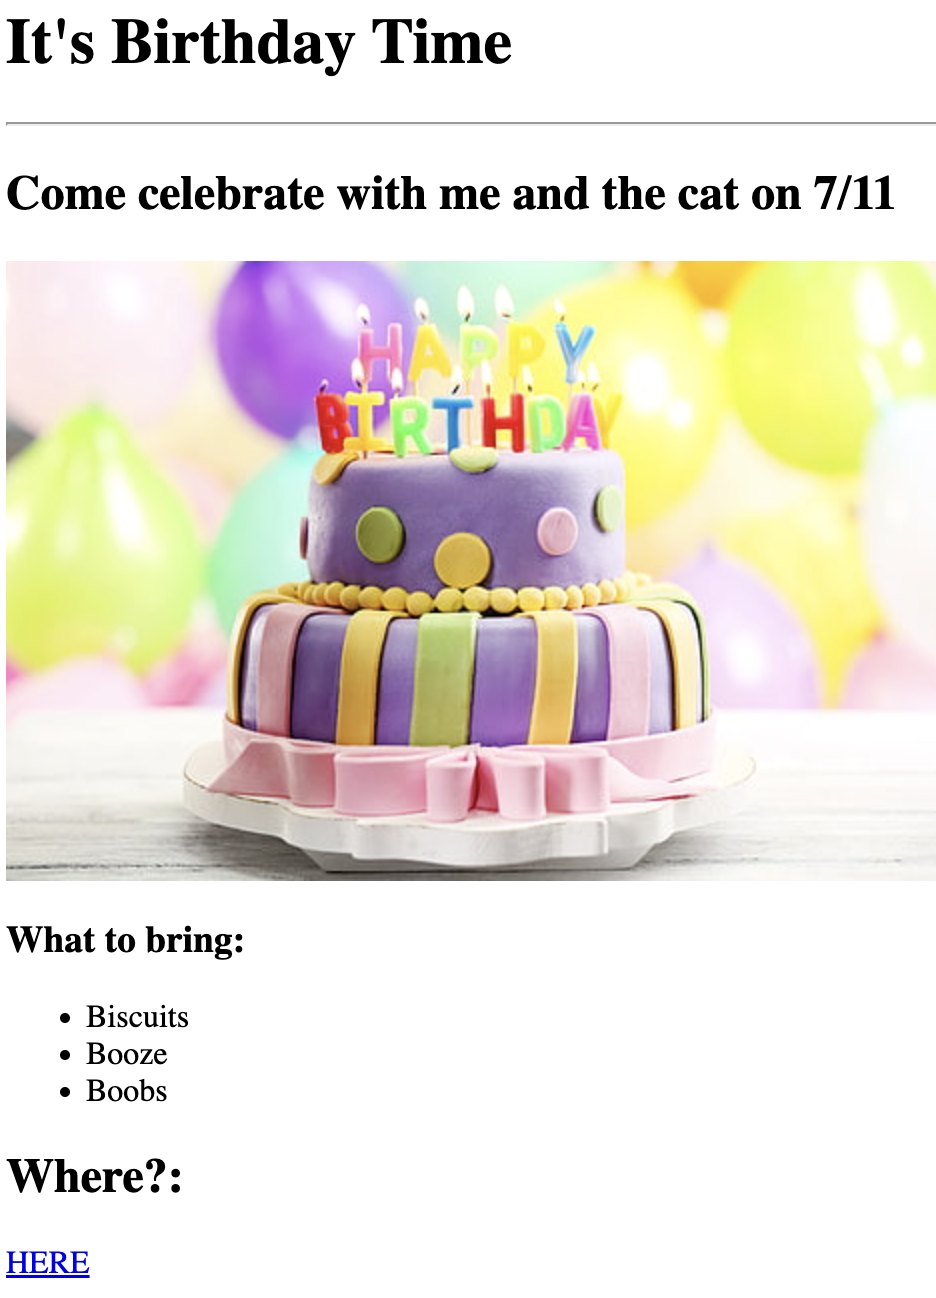 It's Birthday Time
Come celebrate with me and the cat on 7/11
HAPPY
BIRTHDAY
What to bring:
Biscuits
Booze
Boobs
Where?:
HERE